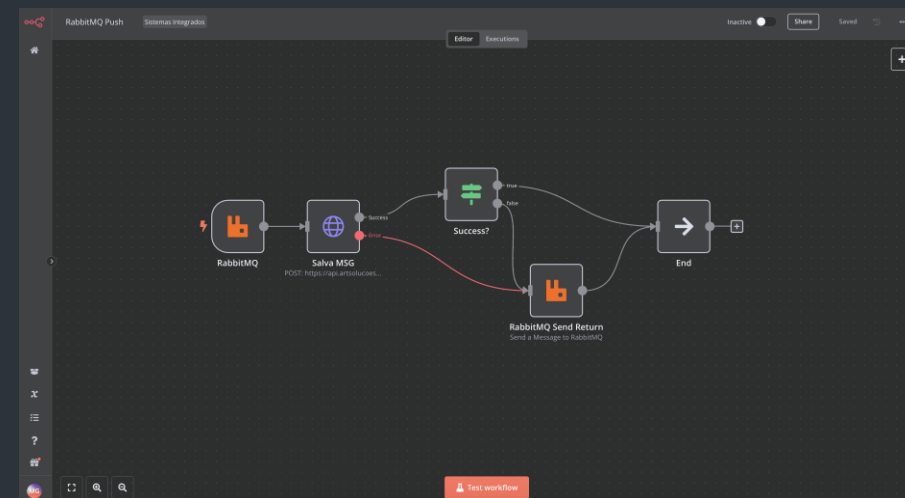 RabbitMQ Push
Sistemas Integrados
Inactive
Share
Saved
Editor
Executions
true
false
Success
Error
Success?
RabbitMQ
Salva MSG
POST: https://api.artsolucoes...
End
RabbitMQ Send Return
Send a Message to RabbitMQ
MG
Test workflow